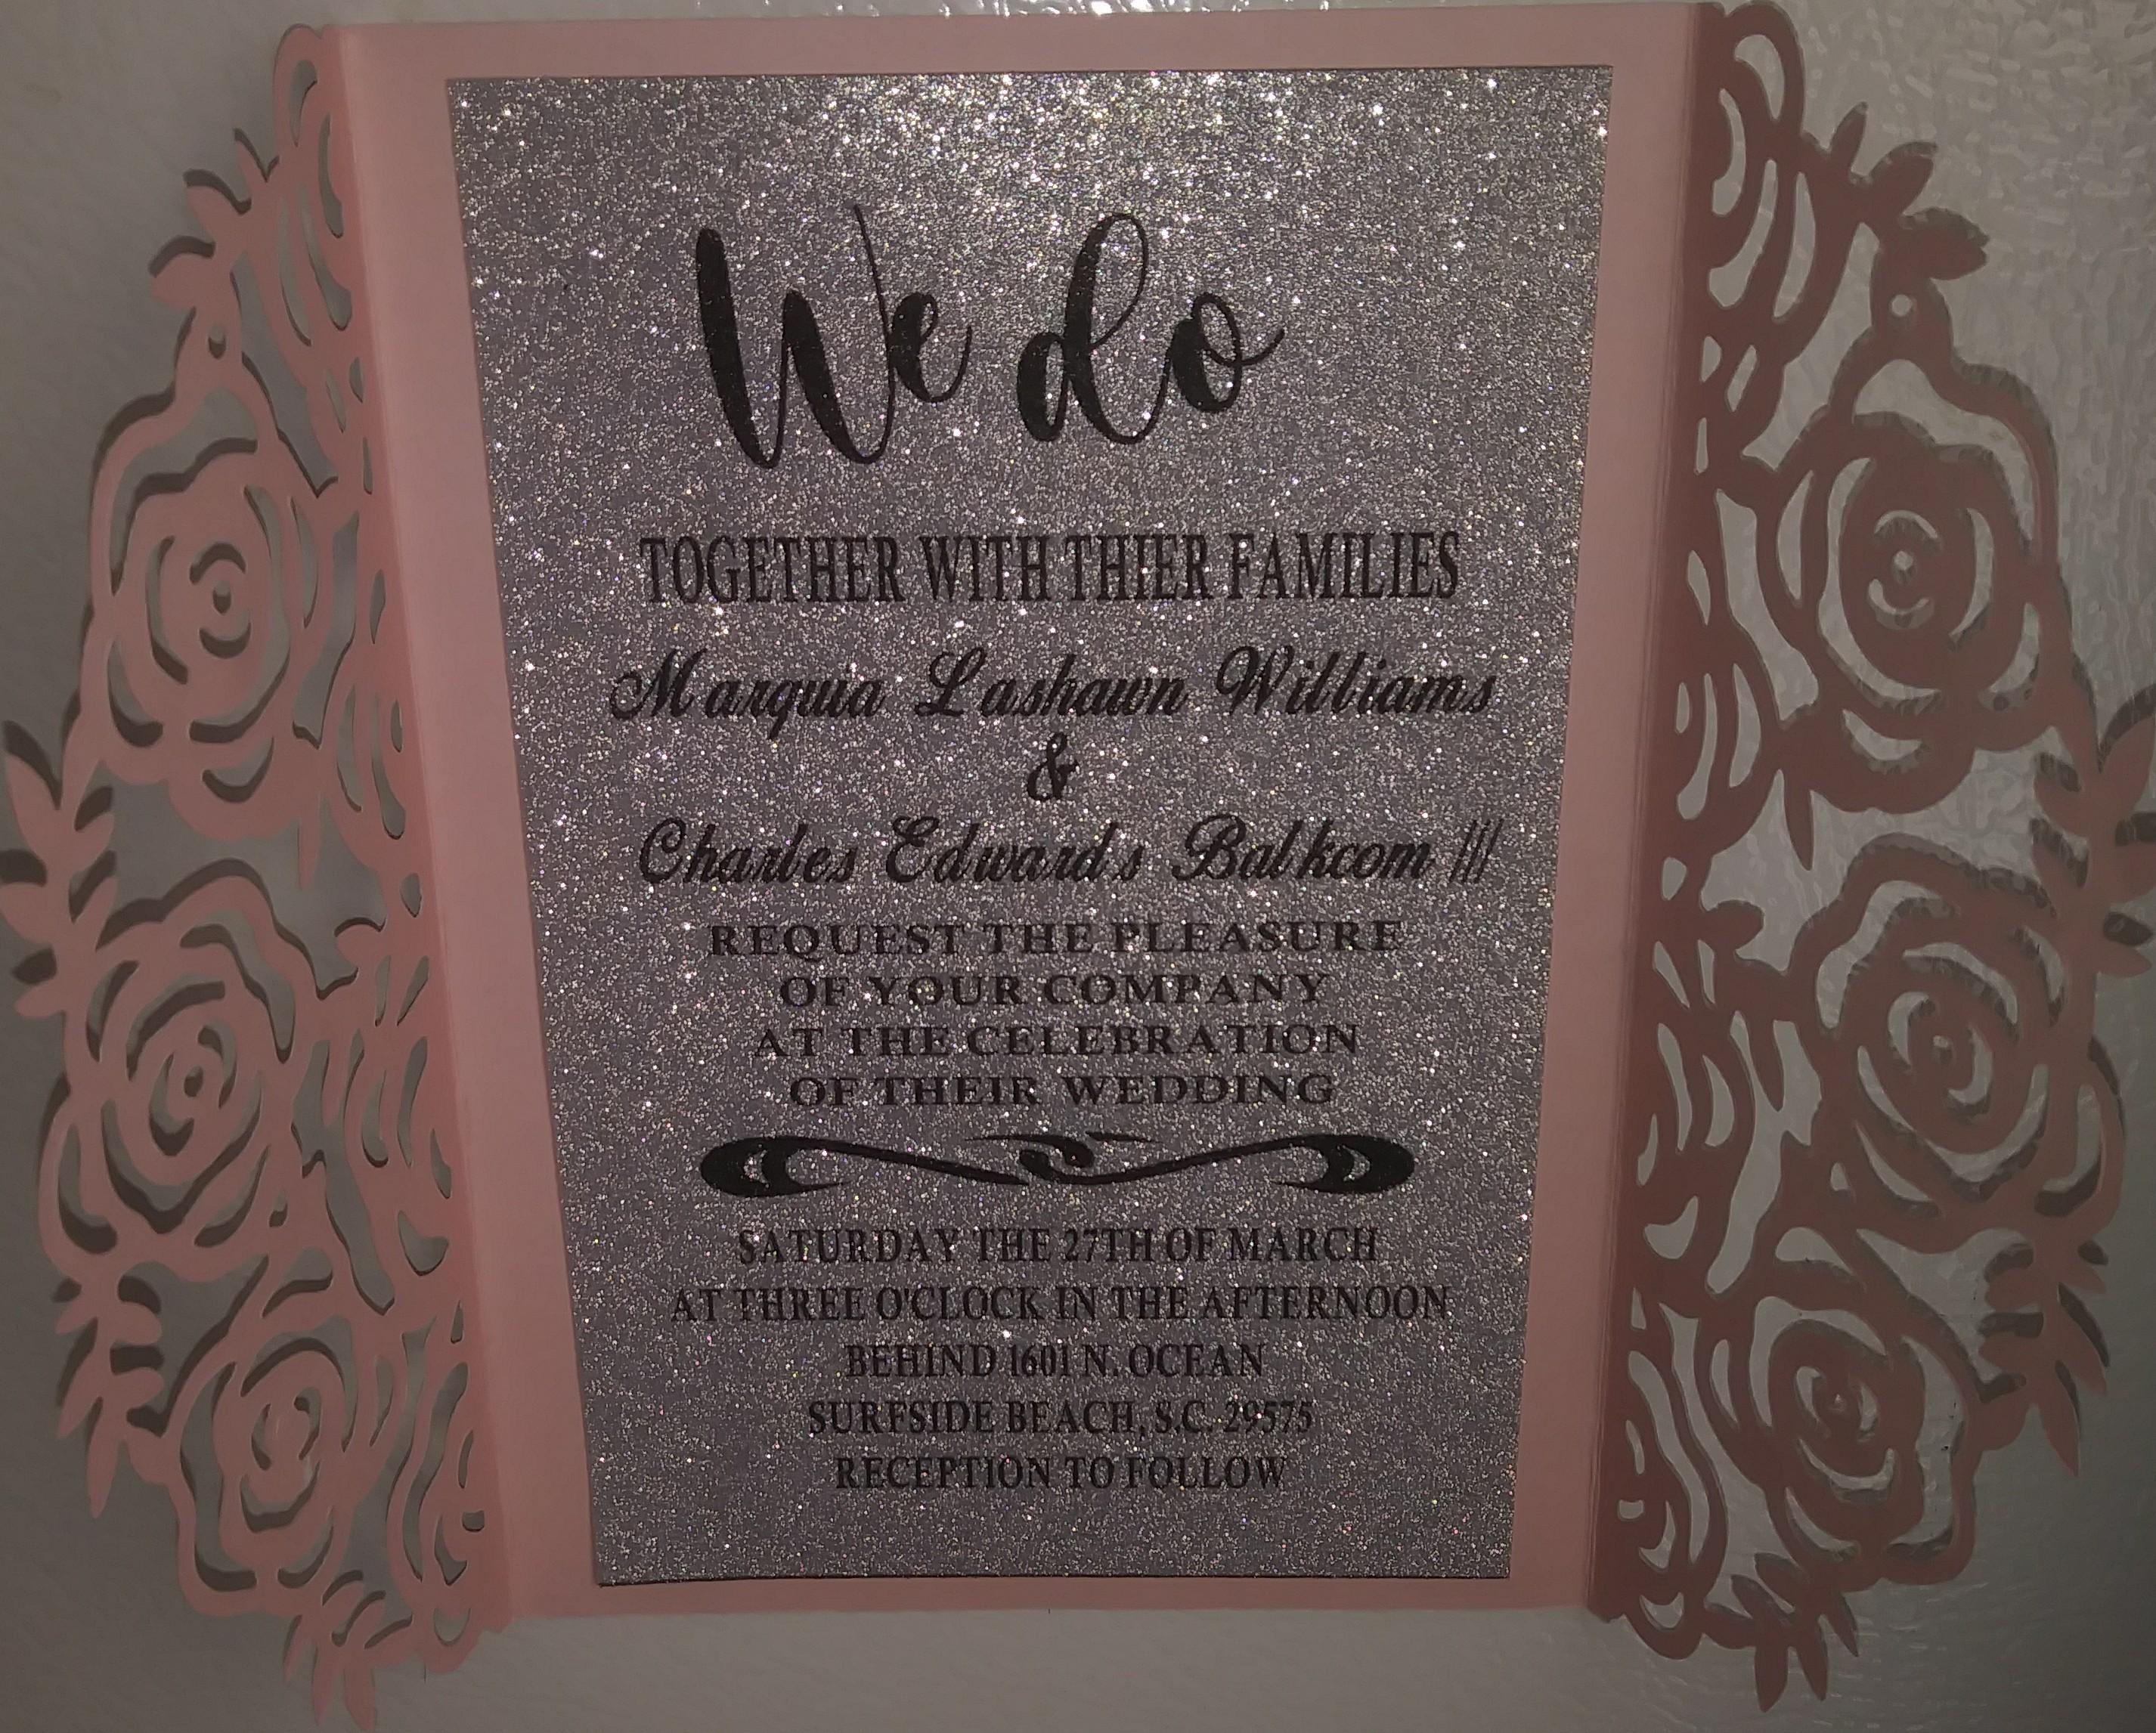 We do
TOGETHER WITH THIER FAMILIES
Marquia Lashawn Williams
&
Charles Edwards Balkcom III
REQUEST THE PLEASURE
OF YOUR COMPANY
AT THE CELEBRATION
OF THEIR WEDDING
SATURDAY THE 27TH OF MARCH
AT THREE O'CLOCK IN THE AFTERNOON
BEHIND 1601 N. OCEAN
SURFSIDE BEACH, S.C. 29575
RECEPTION TO FOLLOW